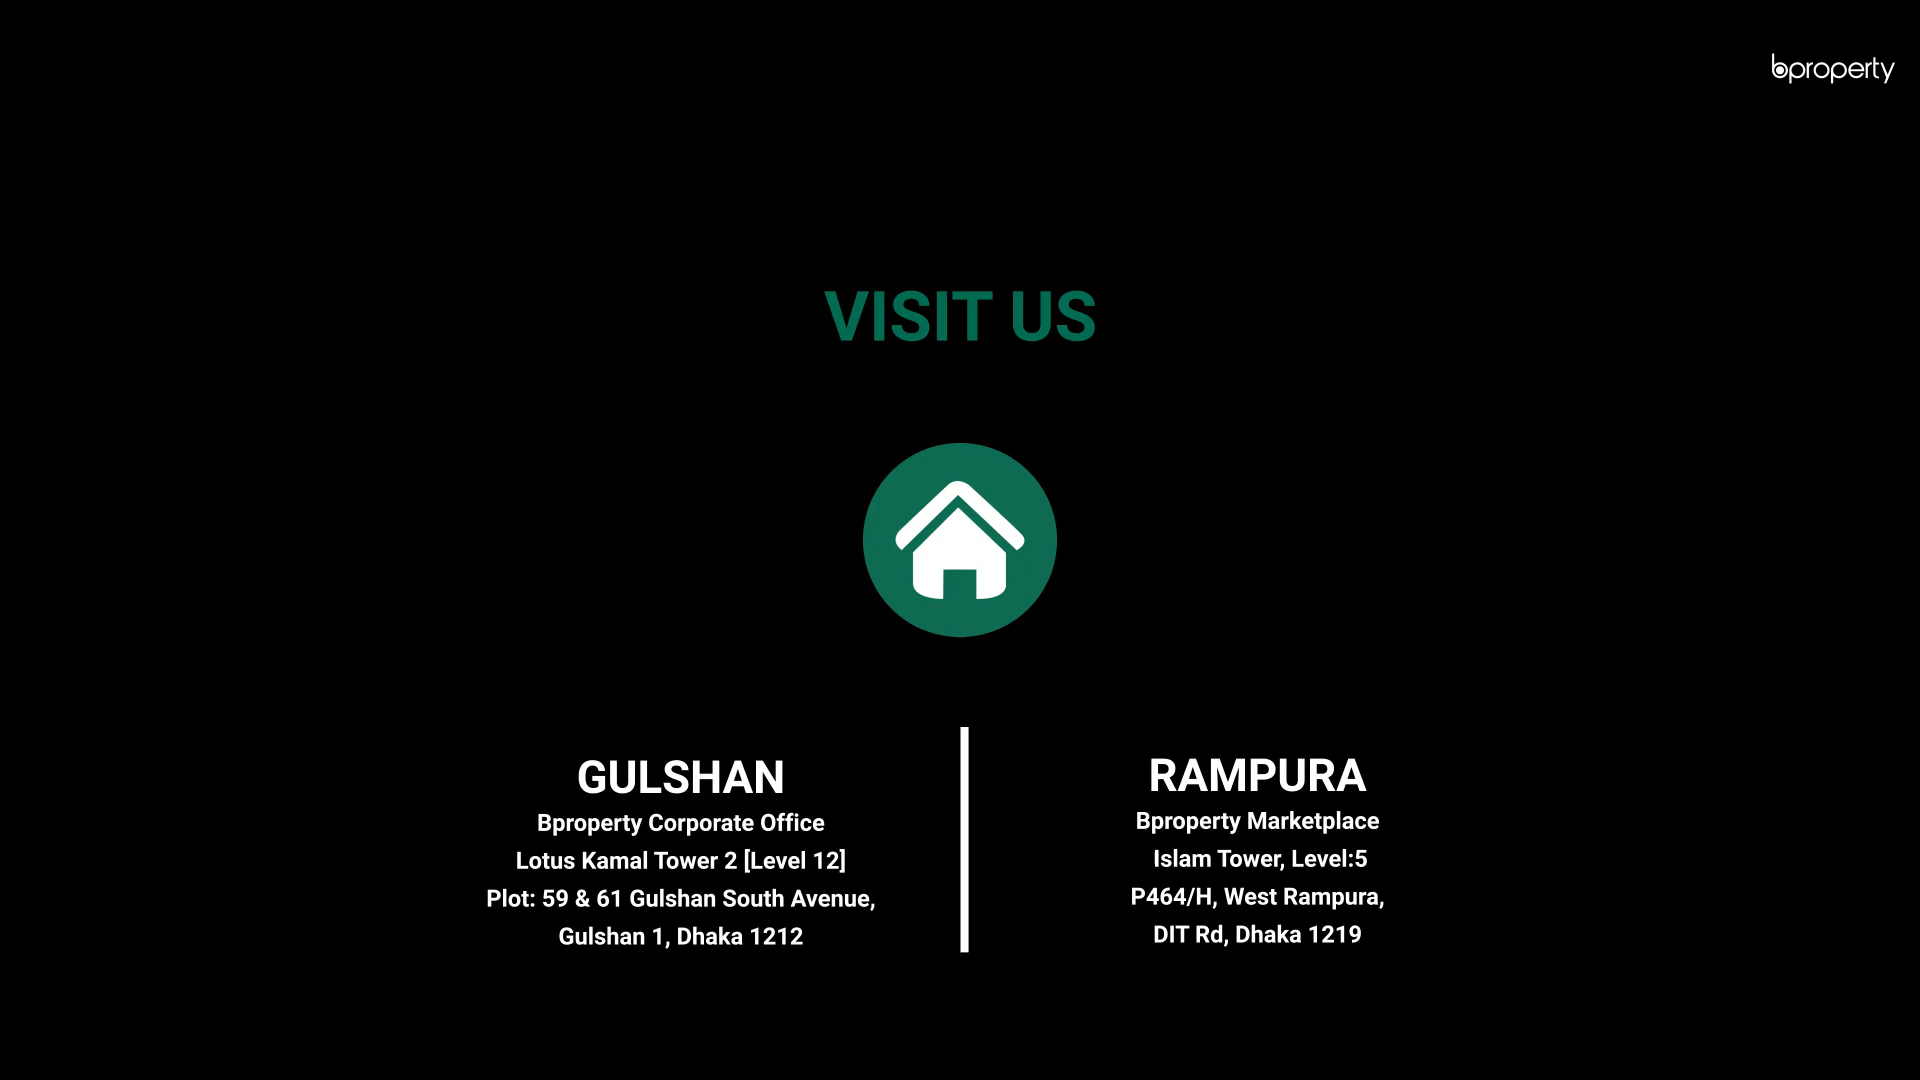 bproperty
VISIT US
GULSHAN
Bproperty Corporate Office
Lotus Kamal Tower 2 [Level 12]
Plot: 59 & 61 Gulshan South Avenue,
Gulshan 1, Dhaka 1212
RAMPURA
Bproperty Marketplace
Islam Tower, Level:5
P464/H, West Rampura,
DIT Rd, Dhaka 1219